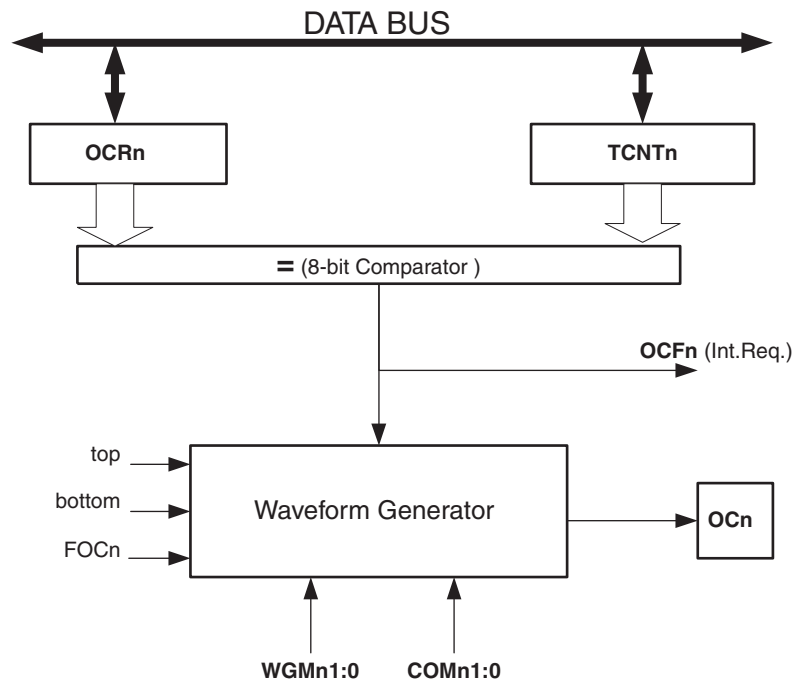 DATA BUS
OCRn
TCNTn
= (8-bit Comparator )
OCFn (Int.Req.)
top
bottom
FOCn
Waveform Generator
OCn
WGMn1:0
COMn1:0